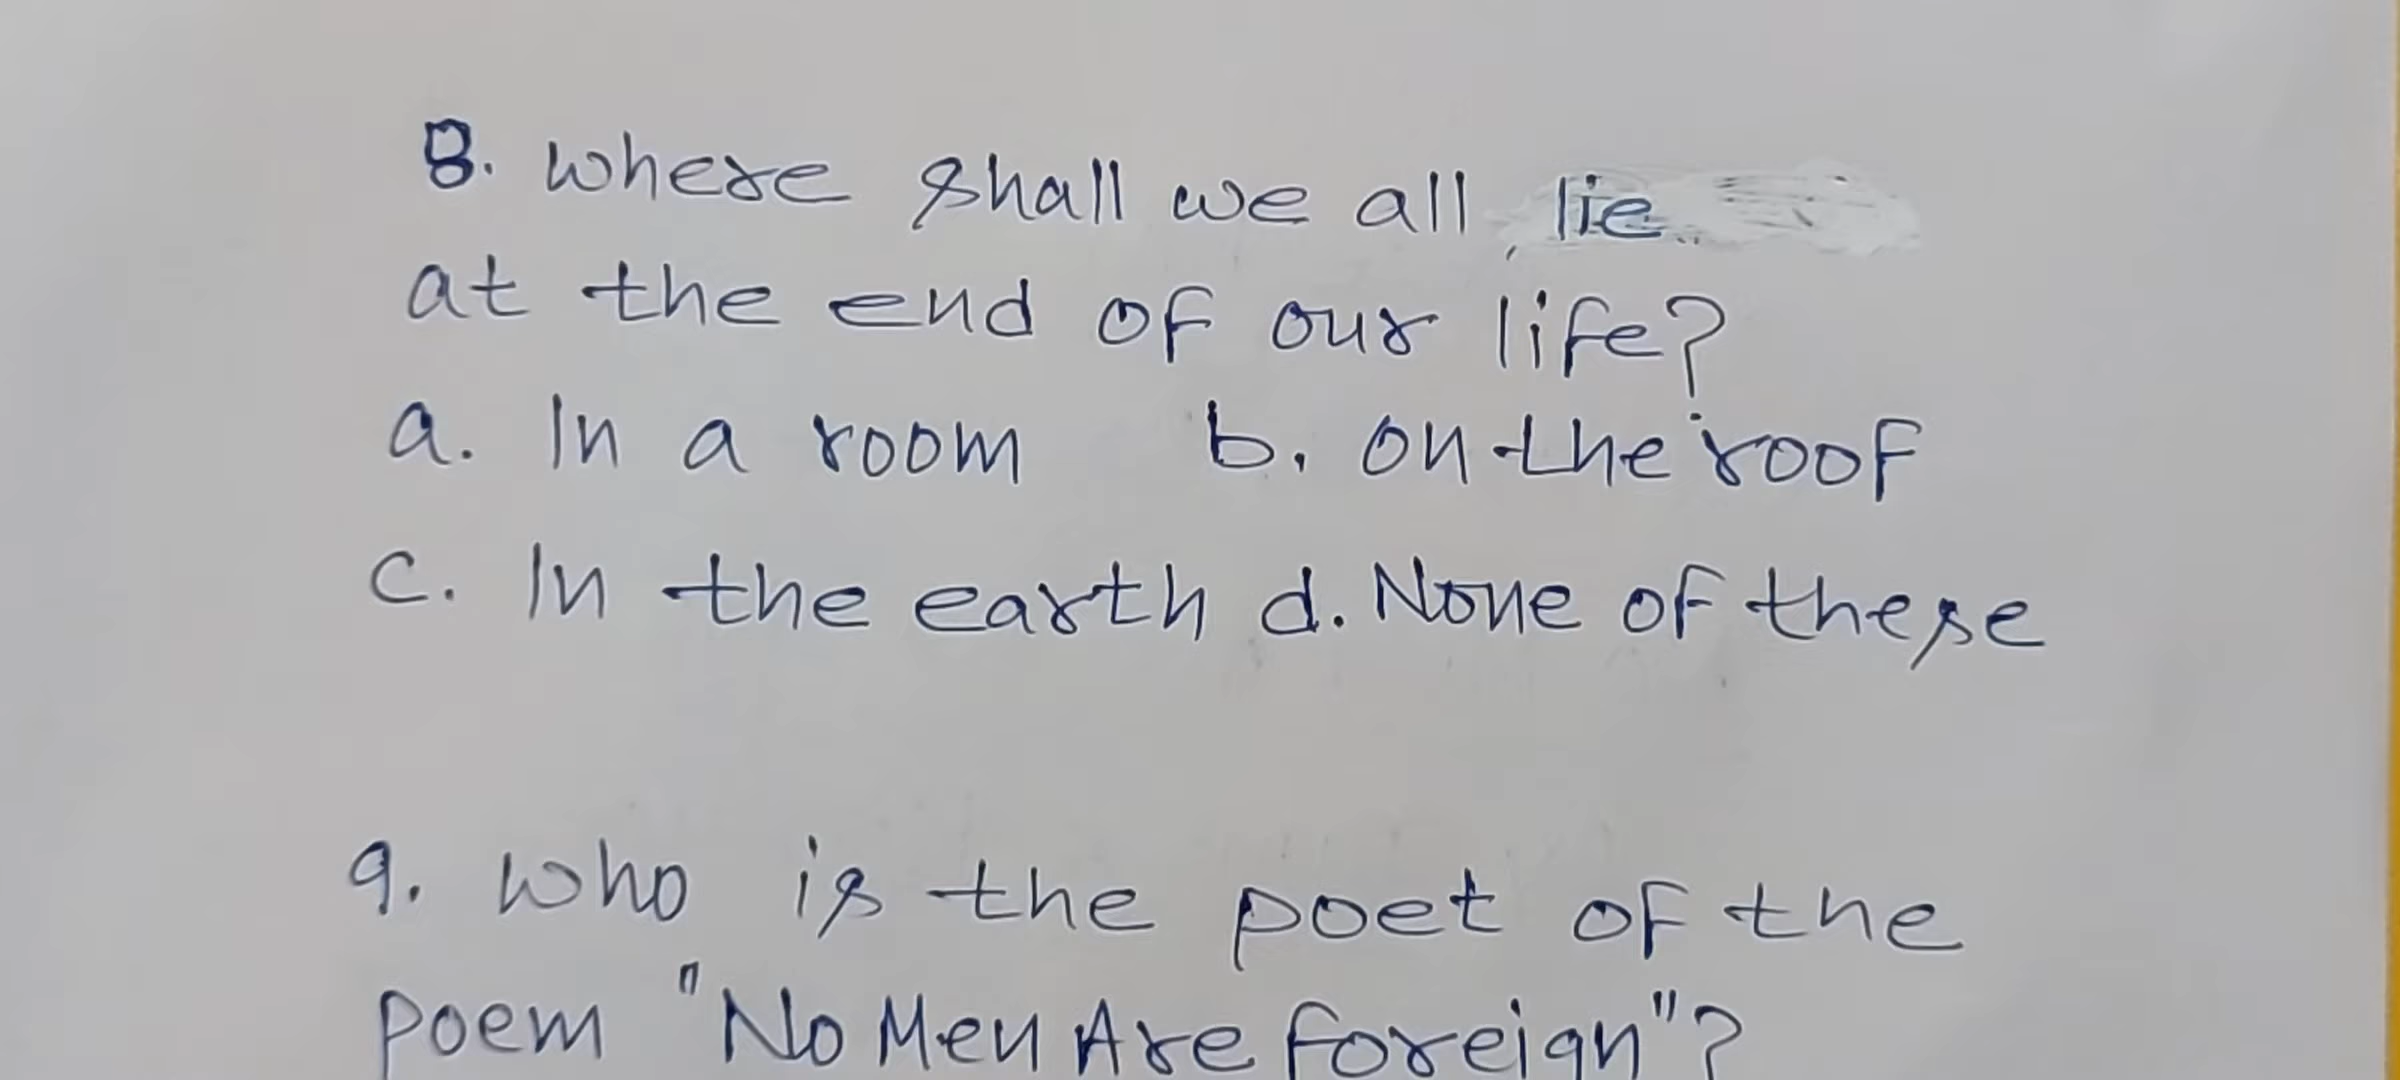 8. where shall we all lie
at the end of our life?
a. In a room b. on the roof
c. In the earth d. None of these
9. who is the poet of the
poem "No Men Are foreign"?